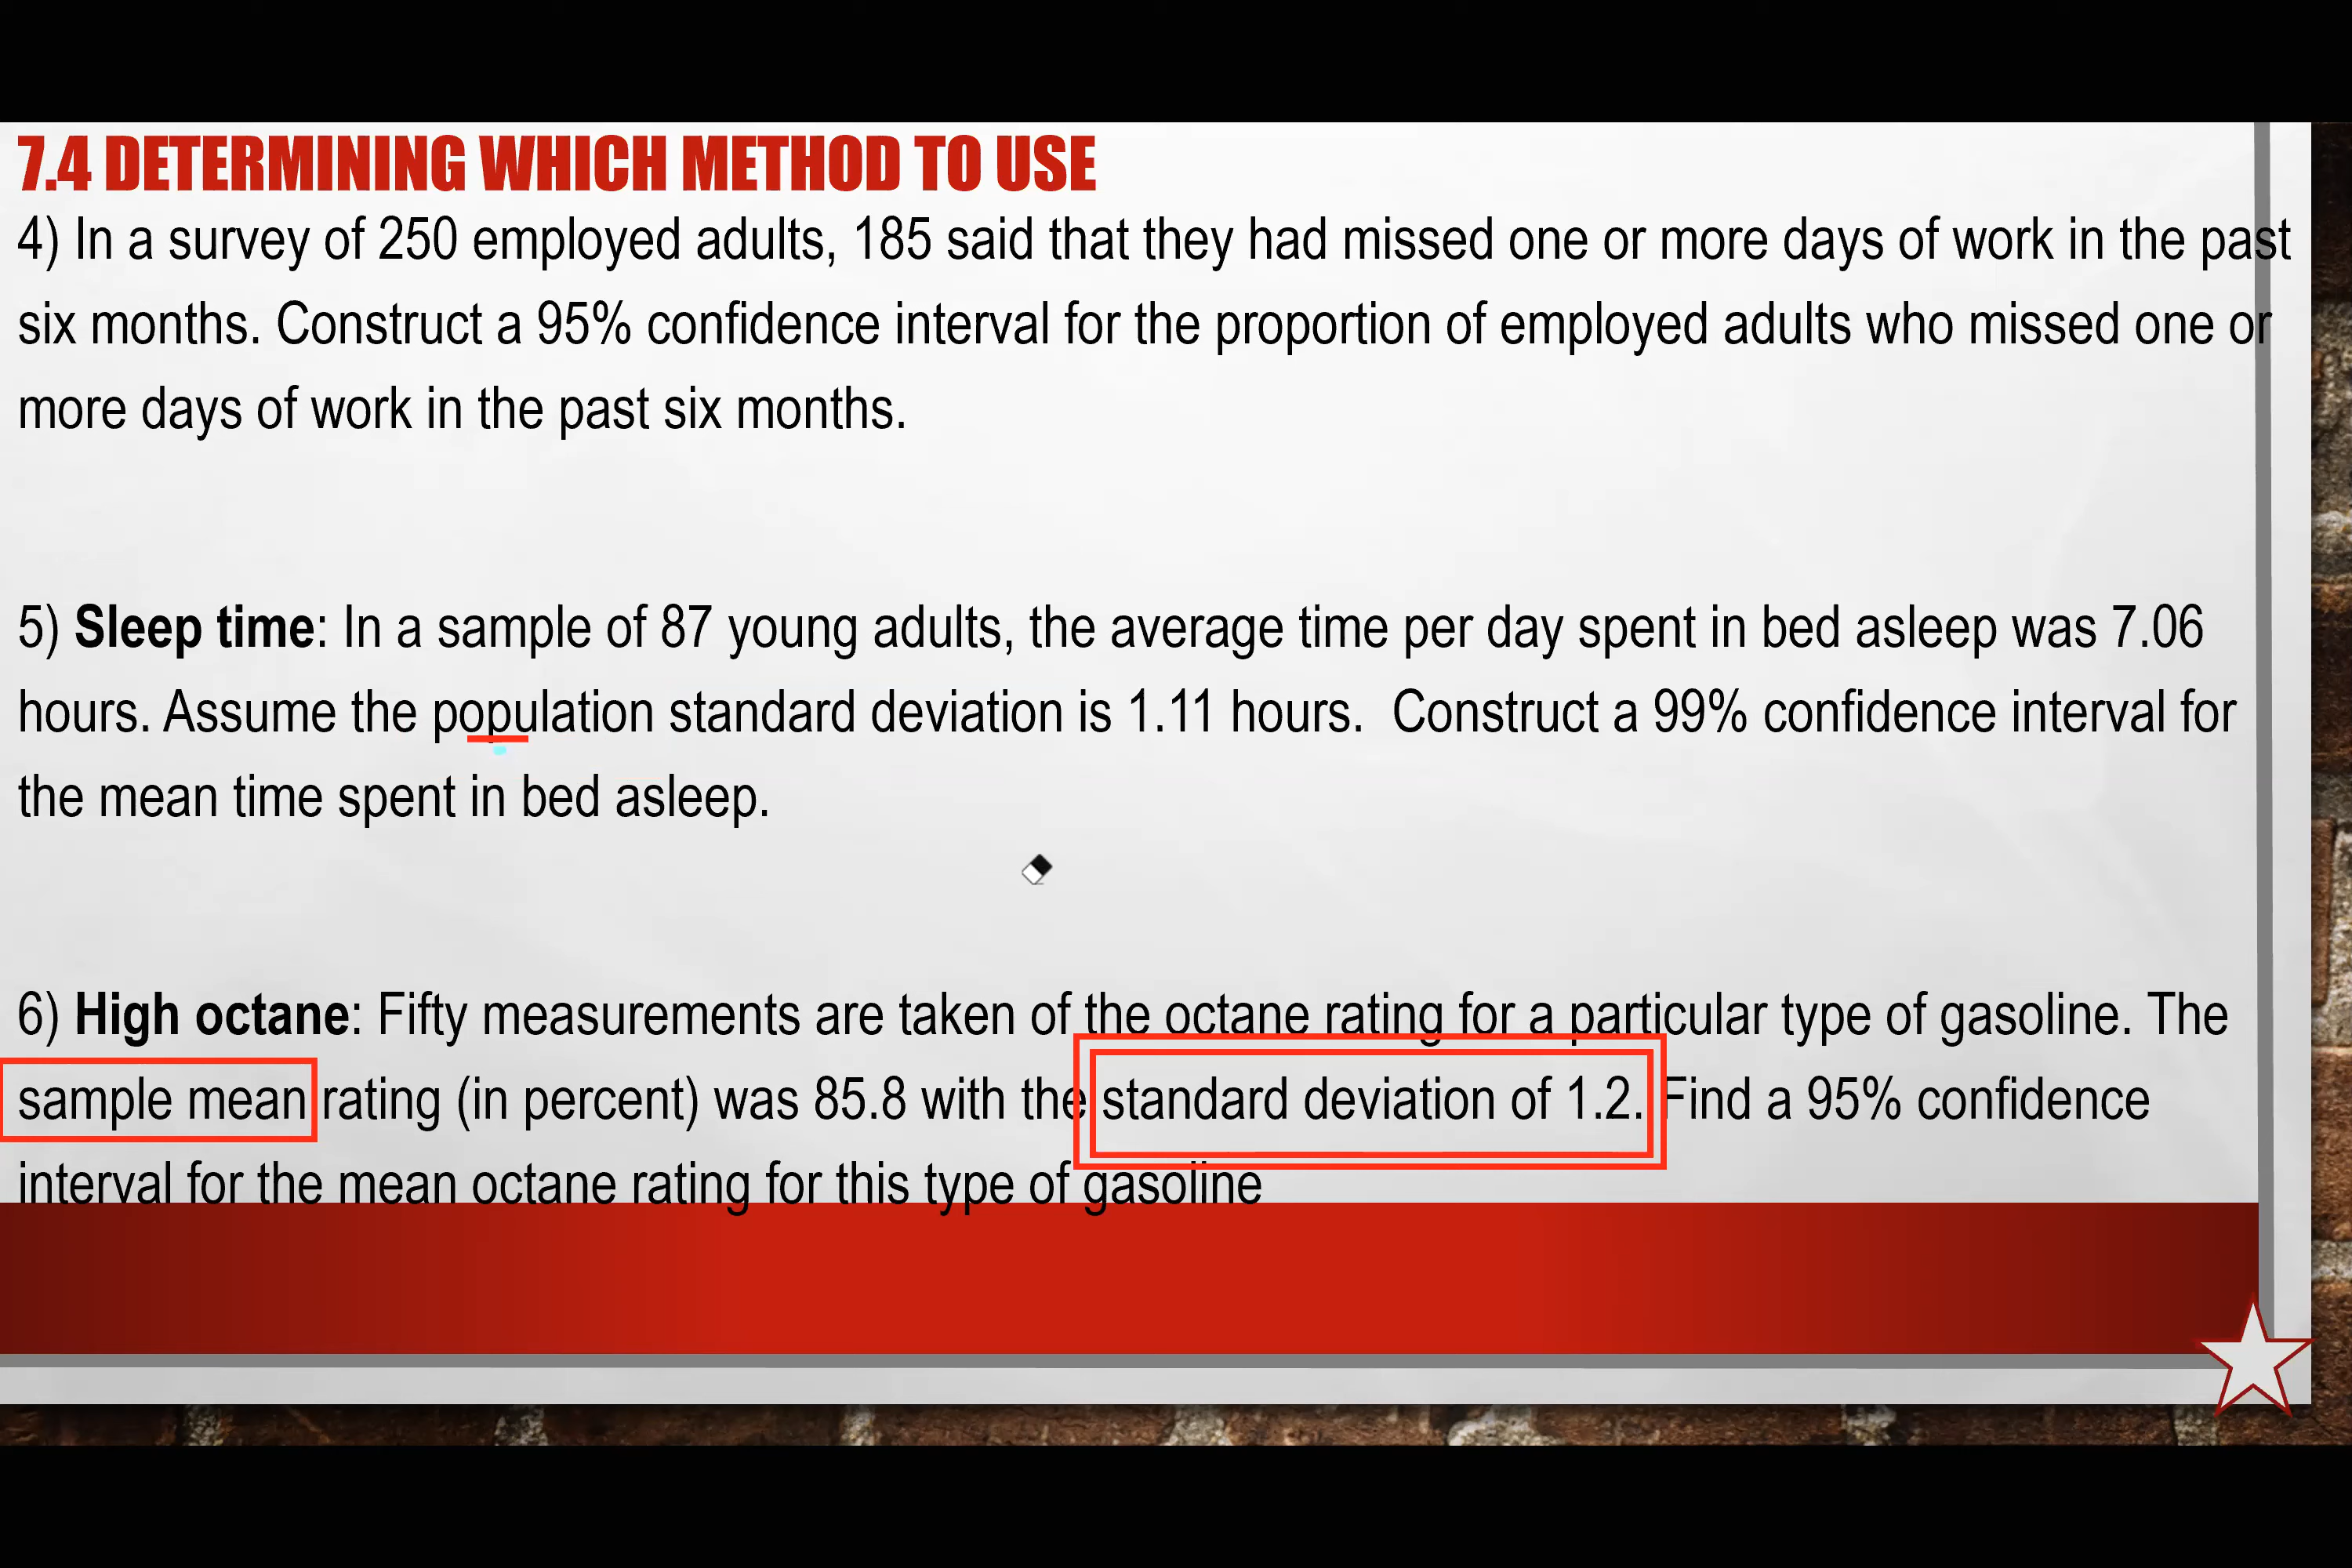 7.4 DETERMINING WHICH METHOD TO USE
4) In a survey of 250 employed adults, 185 said that they had missed one or more days of work in the past
six months. Construct a 95% confidence interval for the proportion of employed adults who missed one or
more days of work in the past six months.
5) Sleep time: In a sample of 87 young adults, the average time per day spent in bed asleep was 7.06
hours. Assume the population standard deviation is 1.11 hours. Construct a 99% confidence interval for
the mean time spent in bed asleep.
6) High octane: Fifty measurements are taken of the octane rating for a particular type of gasoline. The
sample mean rating (in percent) was 85.8 with the standard deviation of 1.2. Find a 95% confidence
interval for the mean octane rating for this type of gasoline